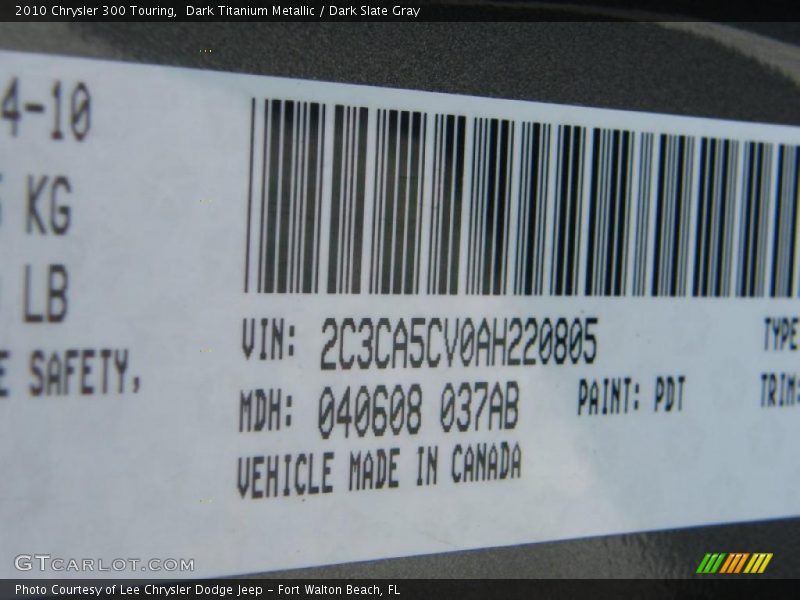 2010 Chrysler 300 Touring,  Dark Titanium Metallic / Dark Slate Gray
4-10
KG
LB
E SAFETY,
VIN: 2C3CA5CV0AH220805
TYPE
MDH: 040608 037AB
PAINT: PDT
TRIM:
VEHICLE MADE IN CANADA
GTCARLOT.COM
Photo Courtesy of Lee Chrysler Dodge Jeep - Fort Walton Beach, FL